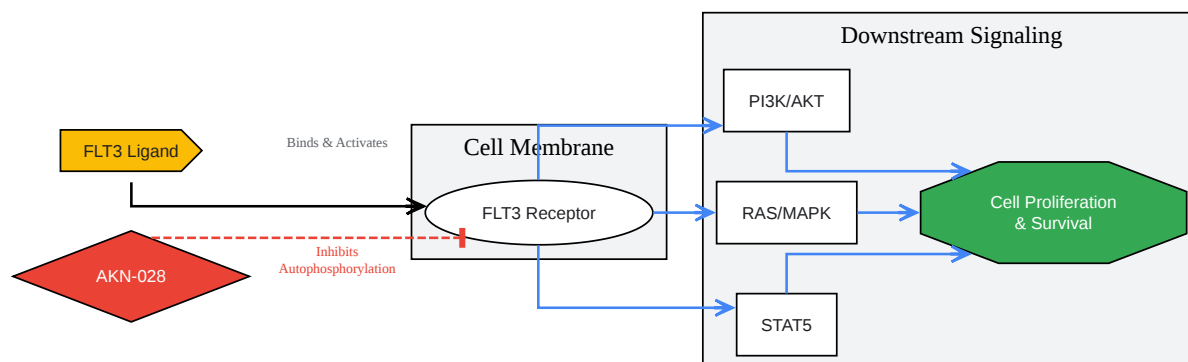 Downstream Signaling
PI3K/AKT
Binds & Activates
Cell Membrane
FLT3 Ligand
FLT3 Receptor
RAS/MAPK
Cell Proliferation
& Survival
Inhibits
Autophosphorylation
AKN-028
STAT5